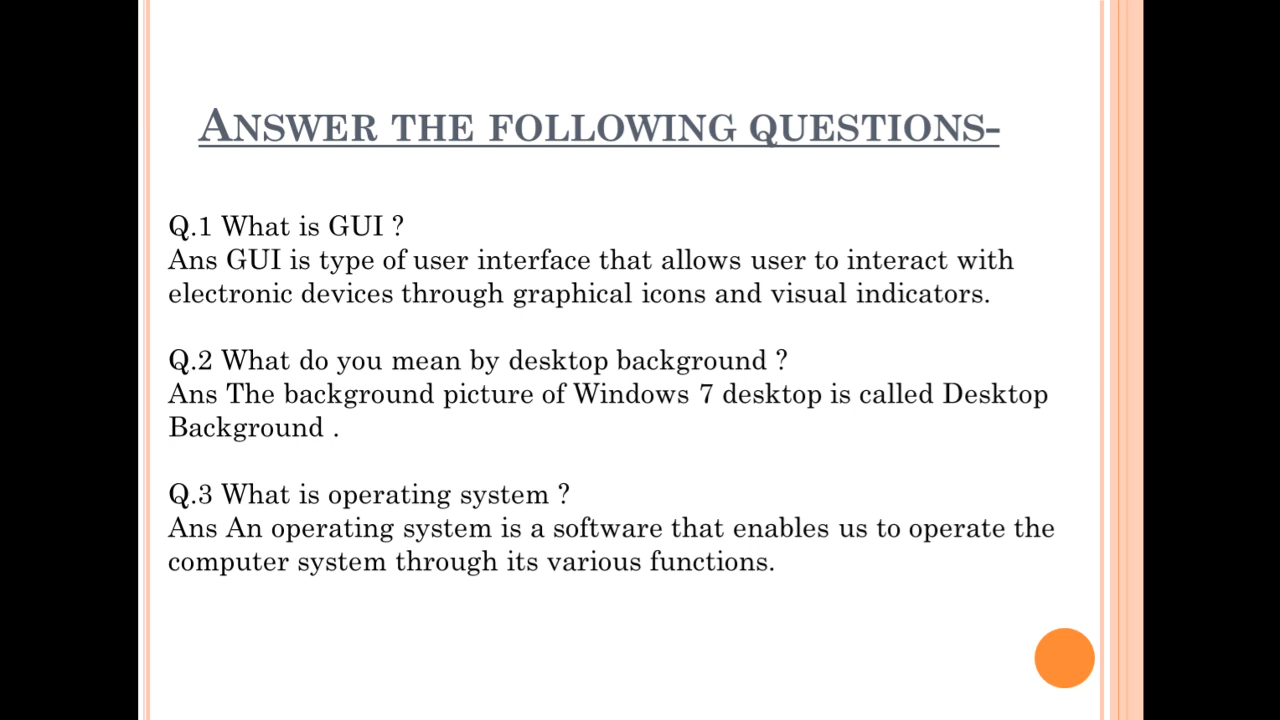 ANSWER THE FOLLOWING QUESTIONS-
Q.1 What is GUI ?
Ans GUI is type of user interface that allows user to interact with
electronic devices through graphical icons and visual indicators.
Q.2 What do you mean by desktop background ?
Ans The background picture of Windows 7 desktop is called Desktop
Background .
Q.3 What is operating system ?
Ans An operating system is a software that enables us to operate the
computer system through its various functions.